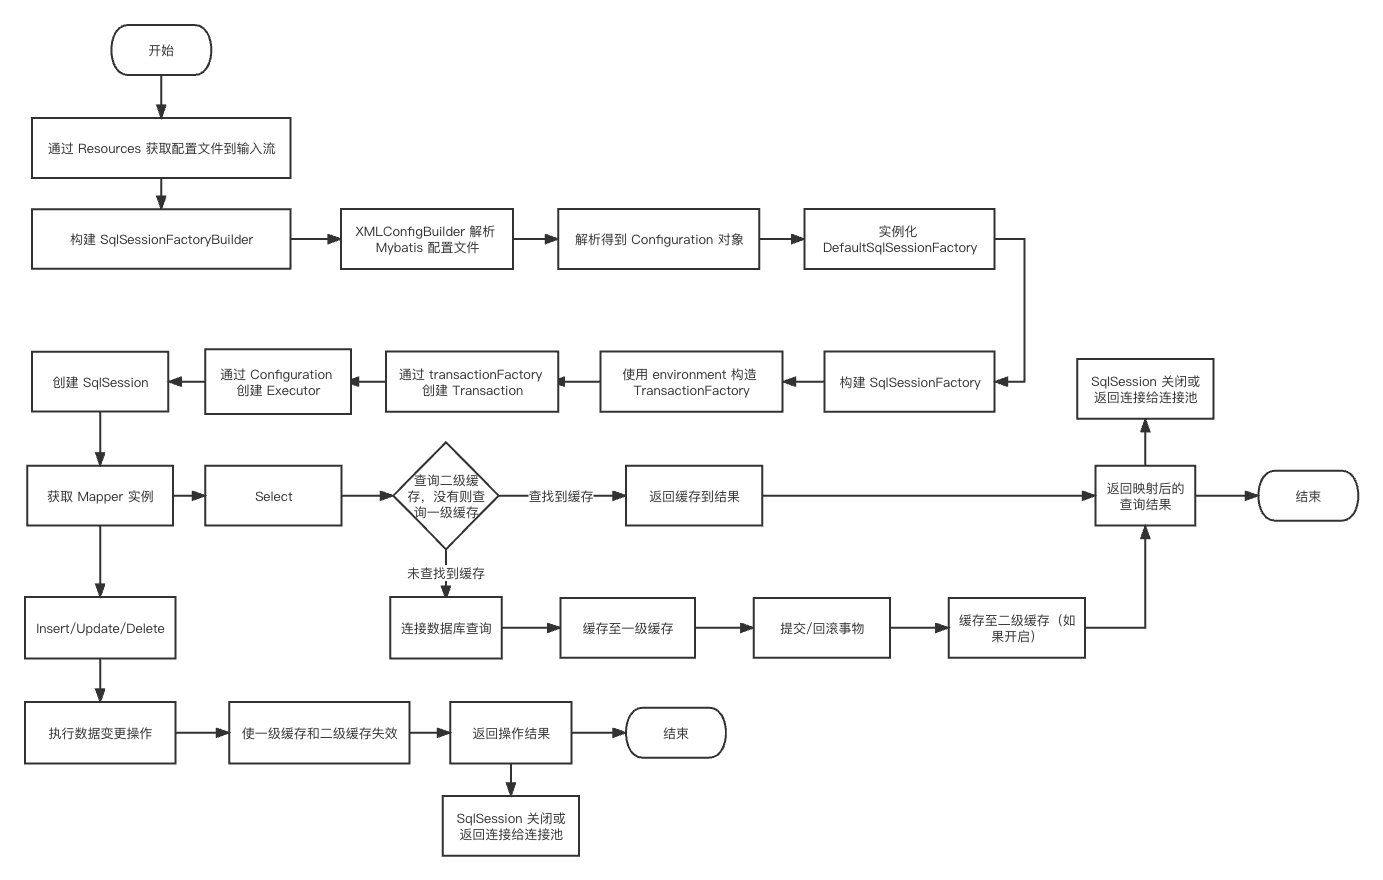 开始
通过 Resources 获取配置文件到输入流
构建 SqlSessionFactoryBuilder
XMLConfigBuilder 解析
Mybatis 配置文件
解析得到 Configuration 对象
实例化
DefaultSqlSessionFactory
创建 SqlSession
通过 Configuration
创建 Executor
通过 transactionFactory
创建 Transaction
使用 environment 构造
TransactionFactory
构建 SqlSessionFactory
SqlSession 关闭或
返回连接给连接池
获取 Mapper 实例
Select
查询二级缓
存，没有则查
询一级缓存
查找到缓存
返回缓存到结果
返回映射后的
查询结果
结束
未查找到缓存
Insert/Update/Delete
连接数据库查询
缓存至一级缓存
提交/回滚事物
缓存至二级缓存（如
果开启）
执行数据变更操作
使一级缓存和二级缓存失效
返回操作结果
结束
SqlSession 关闭或
返回连接给连接池